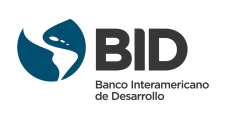 BID
Banco Interamericano
de Desarrollo